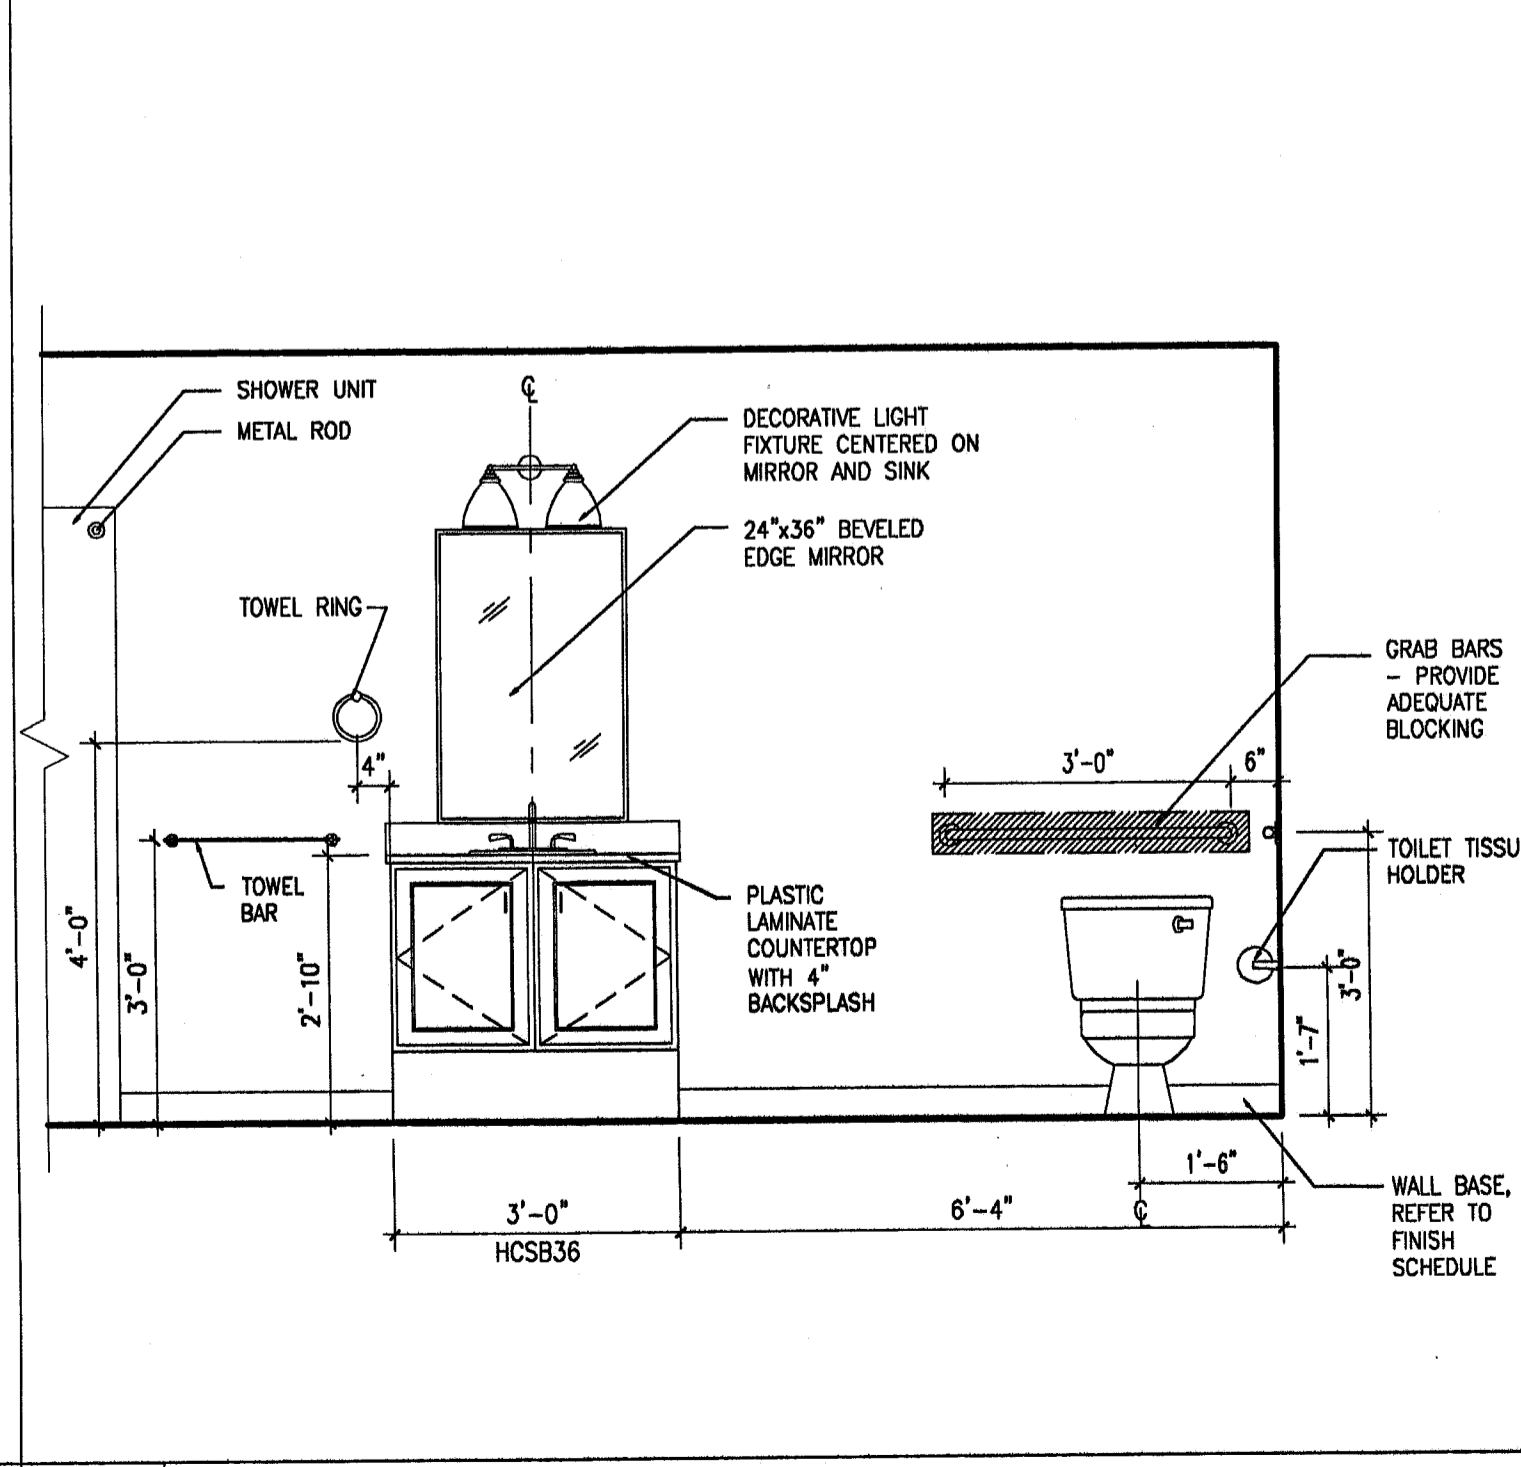 SHOWER UNIT
METAL ROD
℄
DECORATIVE LIGHT
FIXTURE CENTERED ON
MIRROR AND SINK
24"x36" BEVELED
EDGE MIRROR
TOWEL RING
GRAB BARS
– PROVIDE
ADEQUATE
BLOCKING
4"
3'-0"
6"
TOILET TISSU
HOLDER
TOWEL
BAR
PLASTIC
LAMINATE
COUNTERTOP
WITH 4"
BACKSPLASH
4'-0"
3'-0"
2'-10"
3'-0"
1'-7"
1'-6"
WALL BASE,
REFER TO
FINISH
SCHEDULE
3'-0"
HCSB36
6'-4"
℄